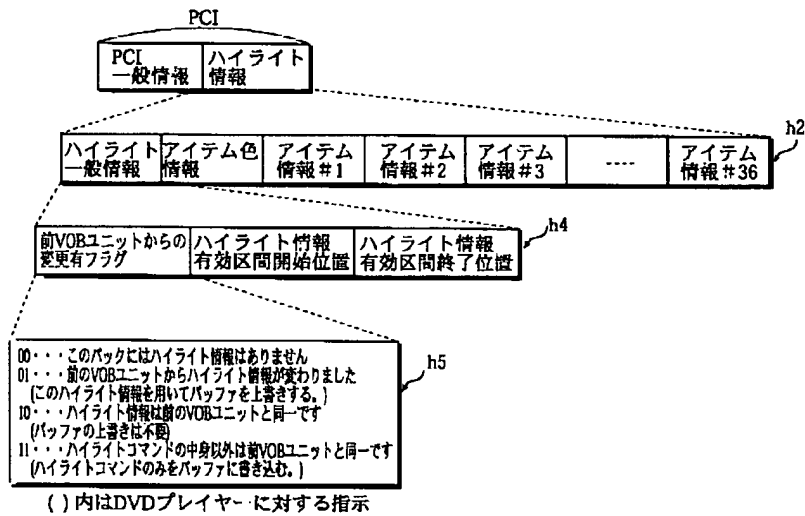 PCI
PCI
一般情報
ハイライト
情報
h2
ハイライト
一般情報
アイテム色
情報
アイテム
情報#1
アイテム
情報#2
アイテム
情報#3
----
アイテム
情報#36
h4
前VOBユニットからの
変更有フラグ
ハイライト情報
有効区間開始位置
ハイライト情報
有効区間終了位置
h5
00・・・このパックにはハイライト情報はありません
01・・・前のVOBユニットからハイライト情報が変わりました
(このハイライト情報を用いてバッファを上書きする。)
10・・・ハイライト情報は前のVOBユニットと同一です
(バッファの上書きは不要)
11・・・ハイライトコマンドの中身以外は前VOBユニットと同一です
(ハイライトコマンドのみをバッファに書き込む。)
( ) 内はDVDプレイヤーに対する指示